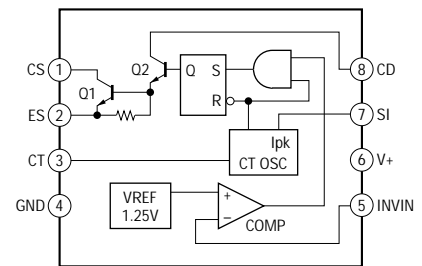 CS 1
Q1
Q2
Q S
R
8 CD
ES 2
7 SI
CT 3
Ipk
CT OSC
6 V+
GND 4
VREF
1.25V
+
–
COMP
5 INVIN